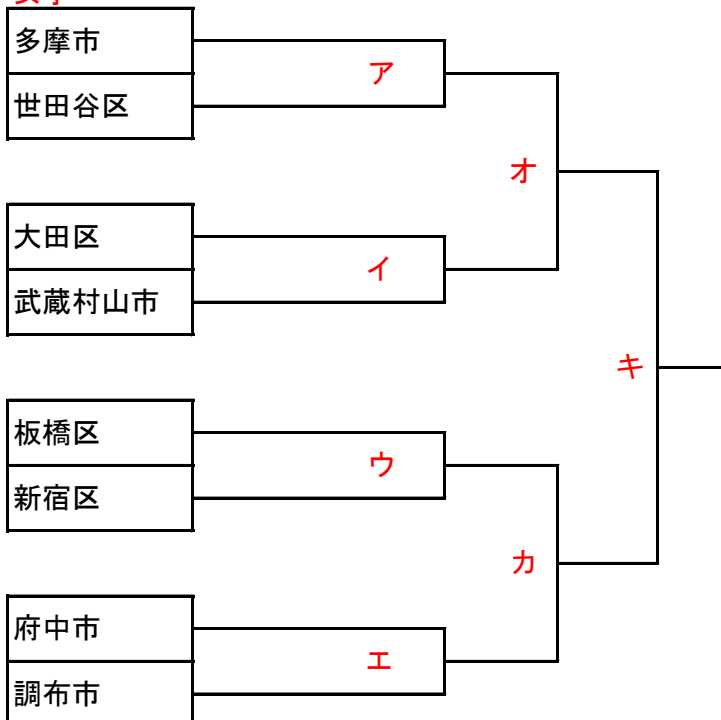 多摩市
ア
世田谷区
オ
大田区
イ
武蔵村山市
キ
板橋区
ウ
新宿区
カ
府中市
エ
調布市